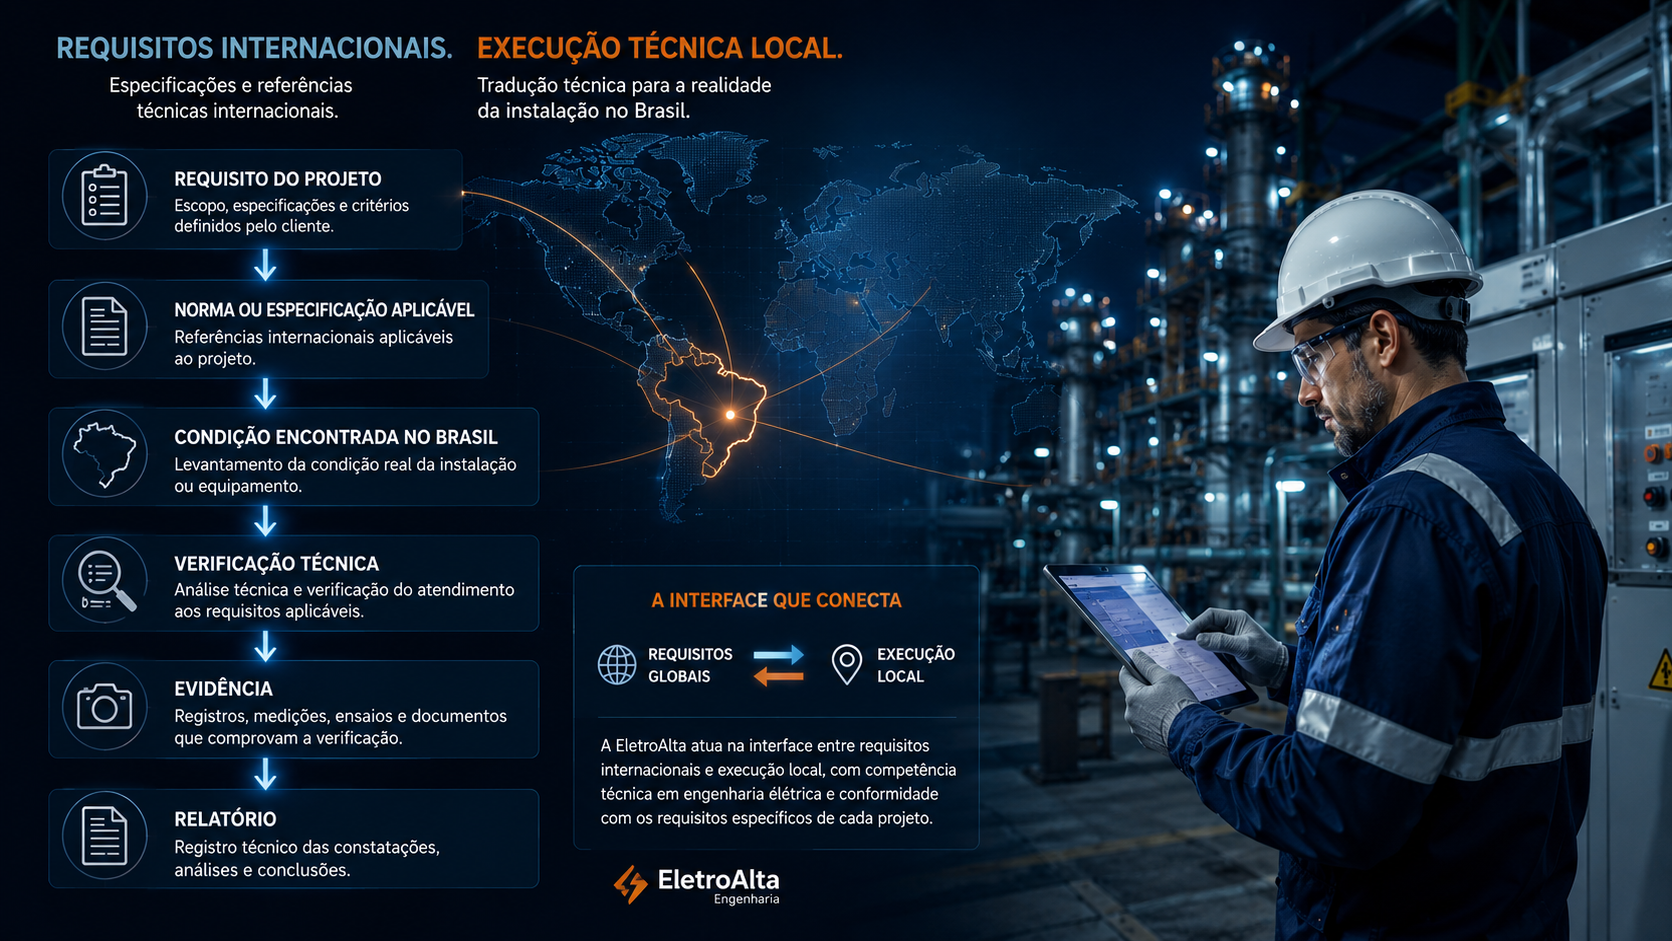 REQUISITOS INTERNACIONAIS.
Especificações e referências
técnicas internacionais.
EXECUÇÃO TÉCNICA LOCAL.
Tradução técnica para a realidade
da instalação no Brasil.
REQUISITO DO PROJETO
Escopo, especificações e critérios
definidos pelo cliente.
NORMA OU ESPECIFICAÇÃO APLICÁVEL
Referências internacionais aplicáveis
ao projeto.
CONDIÇÃO ENCONTRADA NO BRASIL
Levantamento da condição real da instalação
ou equipamento.
VERIFICAÇÃO TÉCNICA
Análise técnica e verificação do atendimento
aos requisitos aplicáveis.
EVIDÊNCIA
Registros, medições, ensaios e documentos
que comprovam a verificação.
RELATÓRIO
Registro técnico das constatações,
análises e conclusões.
A INTERFACE QUE CONECTA
REQUISITOS
GLOBAIS
EXECUÇÃO
LOCAL
A EletroAlta atua na interface entre requisitos
internacionais e execução local, com competência
técnica em engenharia élétrica e conformidade
com os requisitos específicos de cada projeto.
EletroAlta
Engenharia